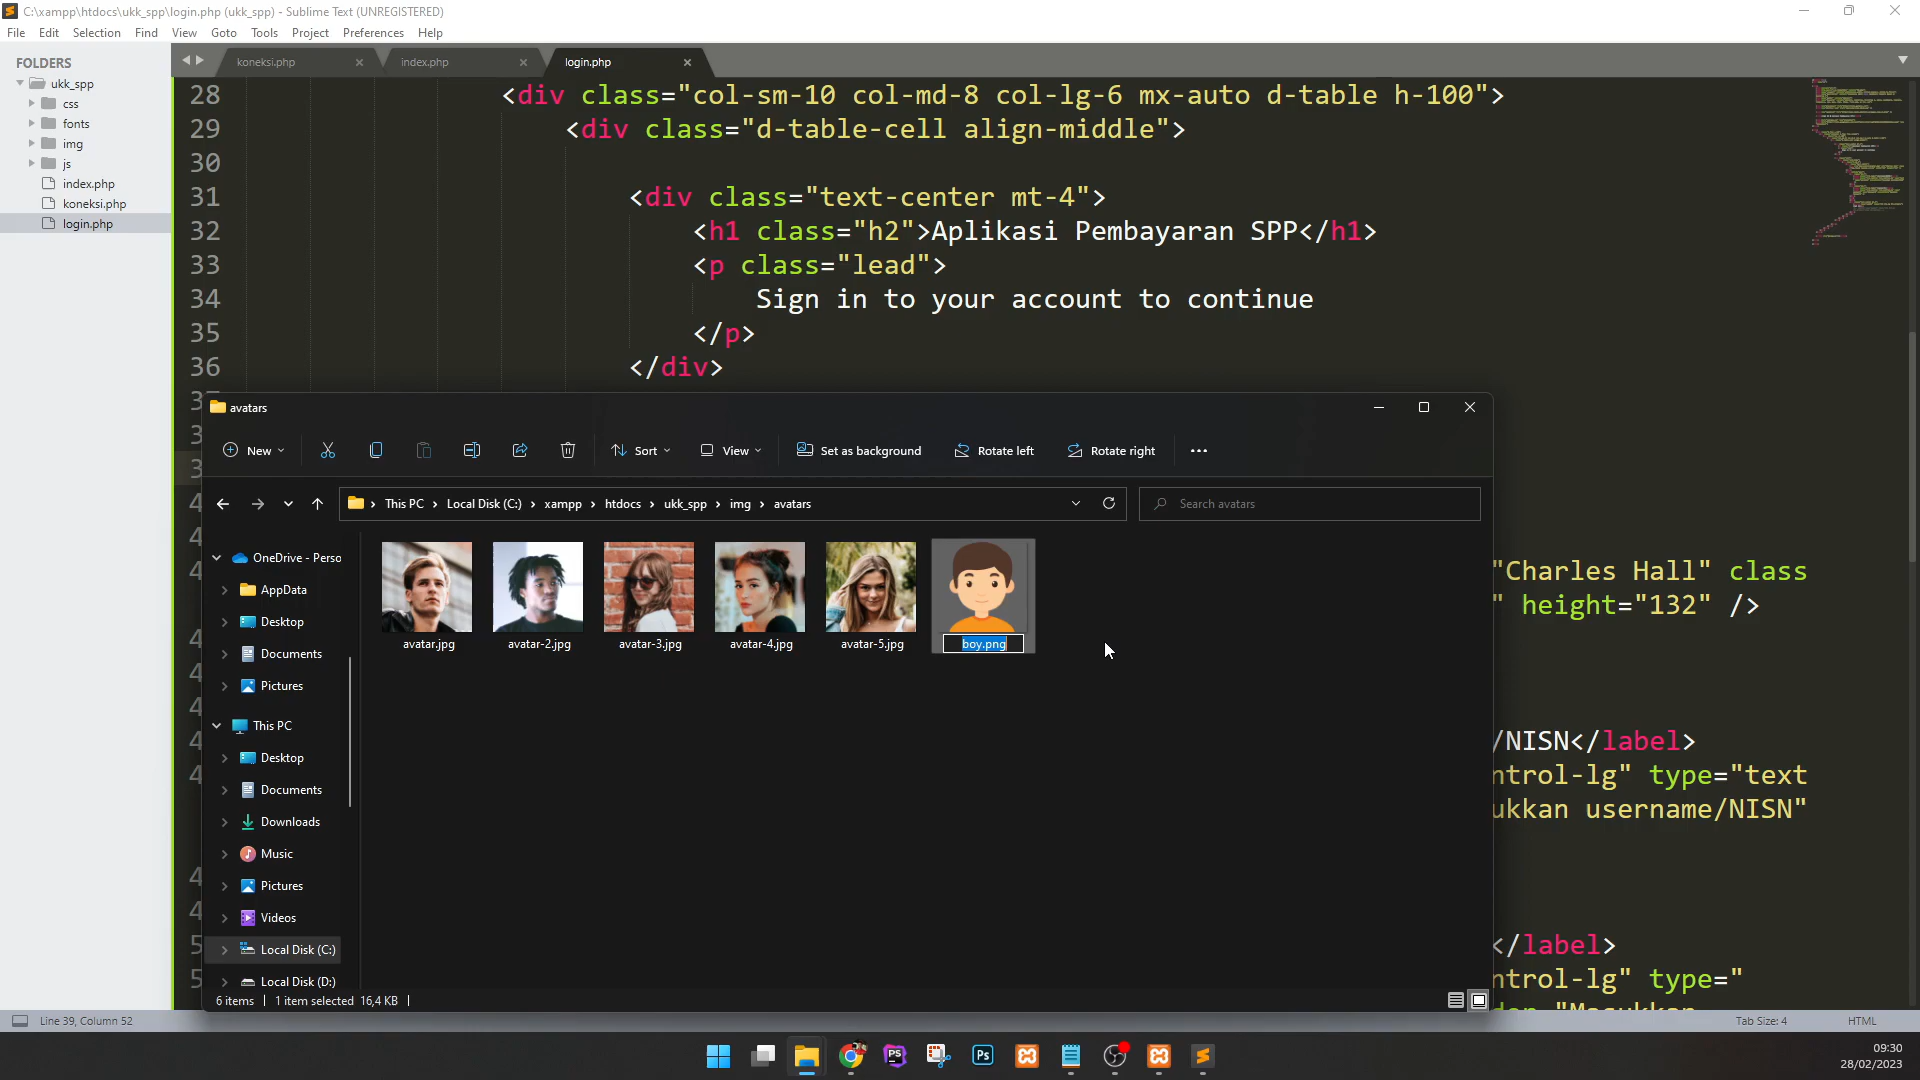 C:\xampp\htdocs\ukk_spp\login.php (ukk_spp) - Sublime Text (UNREGISTERED)
File Edit Selection Find View Goto Tools Project Preferences Help
FOLDERS
ukk_spp
css
fonts
img
js
index.php
koneksi.php
login.php
koneksi.php
index.php
login.php
28 <div class="col-sm-10 col-md-8 col-lg-6 mx-auto d-table h-100">
29 <div class="d-table-cell align-middle">
30
31 <div class="text-center mt-4">
32 <h1 class="h2">Aplikasi Pembayaran SPP</h1>
33 <p class="lead">
34 Sign in to your account to continue
35 </p>
36 </div>
"Charles Hall" class
" height="132" />
/NISN</label>
ntrol-lg" type="text
ukkan username/NISN"
</label>
ntrol-lg" type="
avatars
New Sort View Set as background Rotate left Rotate right
This PC > Local Disk (C:) > xampp > htdocs > ukk_spp > img > avatars
Search avatars
OneDrive - Perso
AppData
Desktop
Documents
Pictures
This PC
Desktop
Documents
Downloads
Music
Pictures
Videos
Local Disk (C:)
Local Disk (D:)
avatar.jpg
avatar-2.jpg
avatar-3.jpg
avatar-4.jpg
avatar-5.jpg
boy.png
6 items | 1 item selected 16,4 KB |
Line 39, Column 52
Tab Size: 4
HTML
PS
Ps
09:30
28/02/2023